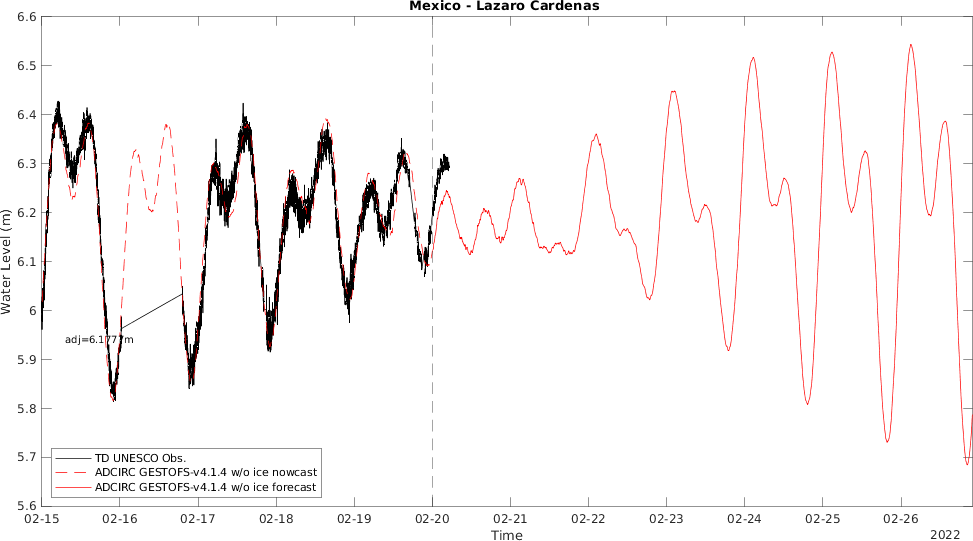 Mexico - Lazaro Cardenas
Water Level (m)
6.6
6.5
6.4
6.3
6.2
6.1
6
5.9
5.8
5.7
5.6
adj=6.1777m
TD UNESCO Obs.
ADCIRC GESTOFS-v4.1.4 w/o ice nowcast
ADCIRC GESTOFS-v4.1.4 w/o ice forecast
02-15 02-16 02-17 02-18 02-19 02-20 02-21 02-22 02-23 02-24 02-25 02-26
Time
2022